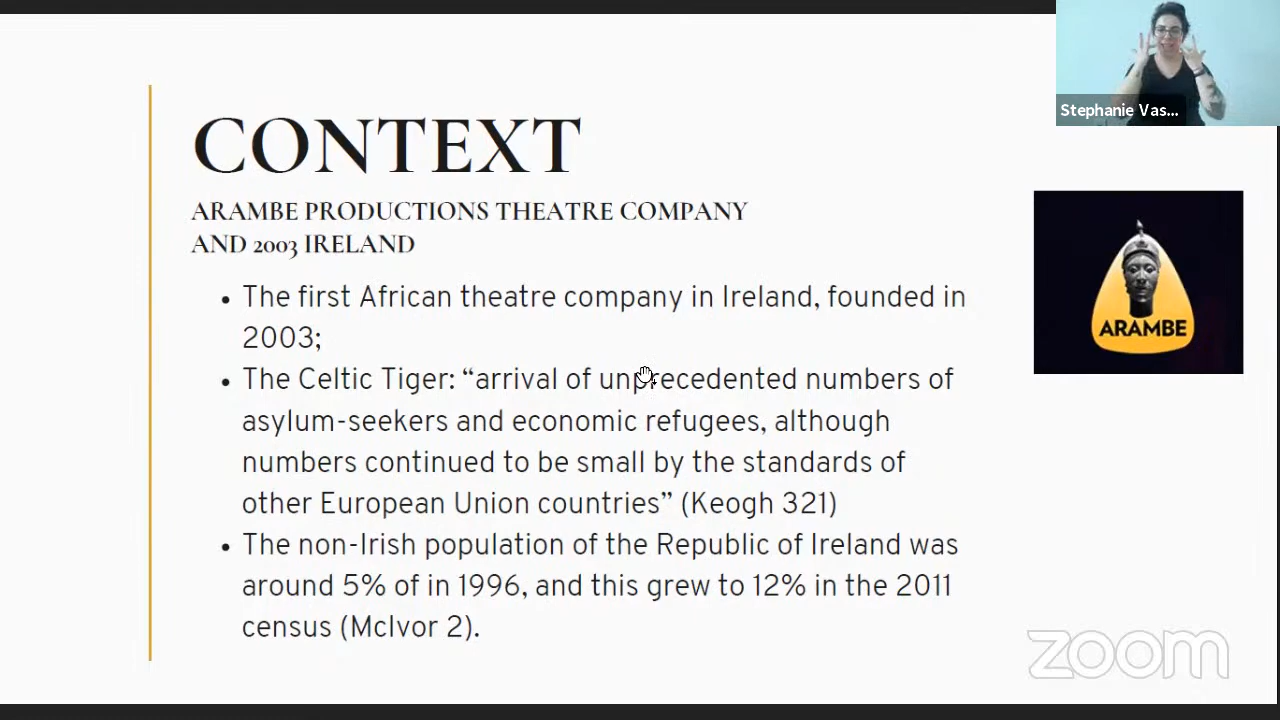 Stephanie Vas...
CONTEXT
ARAMBE PRODUCTIONS THEATRE COMPANY
AND 2003 IRELAND
• The first African theatre company in Ireland, founded in
2003;
• The Celtic Tiger: “arrival of unprecedented numbers of
asylum-seekers and economic refugees, although
numbers continued to be small by the standards of
other European Union countries” (Keogh 321)
• The non-Irish population of the Republic of Ireland was
around 5% of in 1996, and this grew to 12% in the 2011
census (McIvor 2).
ARAMBE
zoom